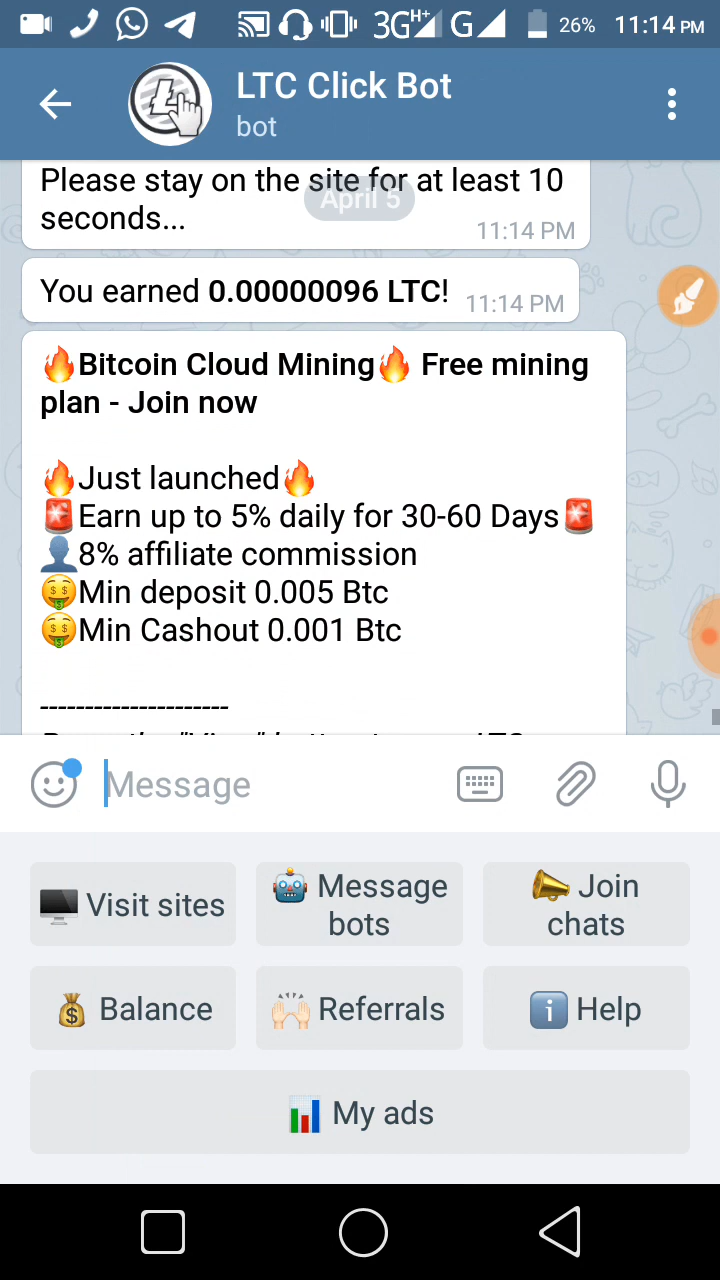 3G H+ G 26% 11:14 PM
LTC Click Bot
bot
Please stay on the site for at least 10
seconds...
11:14 PM
April 5
You earned 0.00000096 LTC!
11:14 PM
🔥Bitcoin Cloud Mining🔥 Free mining
plan - Join now
🔥Just launched🔥
🚨Earn up to 5% daily for 30-60 Days🚨
👤8% affiliate commission
🤑Min deposit 0.005 Btc
🤑Min Cashout 0.001 Btc
---------------------
Message
Visit sites
Message
bots
Join
chats
Balance
Referrals
Help
My ads